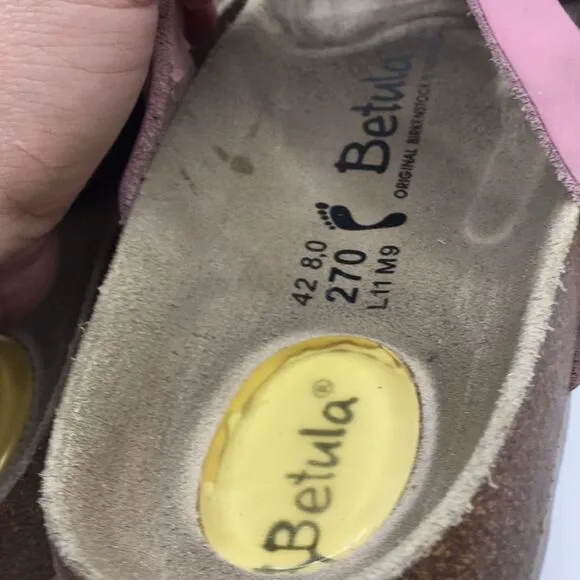 Betula
ORIGINAL BIRKENSTOCK
42 8,0
270
L11 M9
Betula®